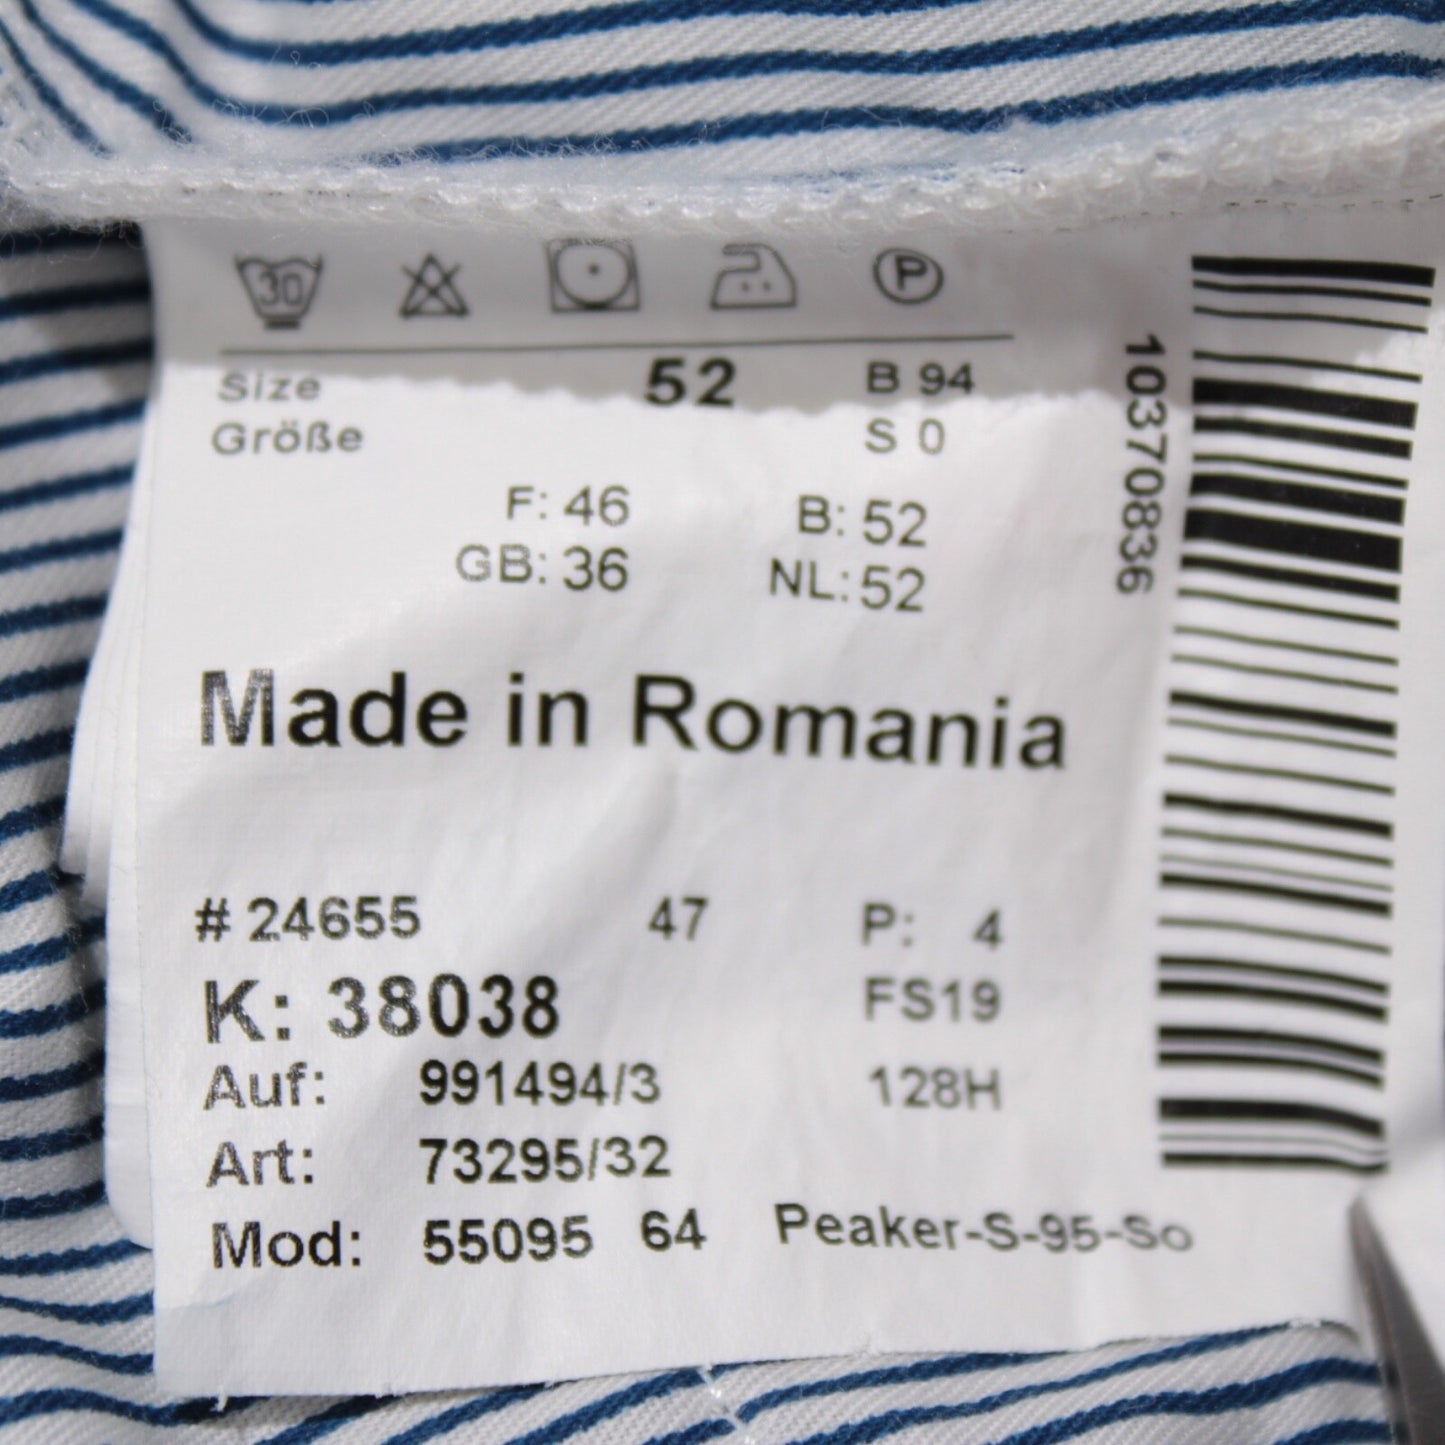 30 P
Size 52 B 94
Größe S 0
F: 46 B: 52
GB: 36 NL: 52
Made in Romania
# 24655 47 P: 4
K: 38038 FS19
Auf: 991494/3 128H
Art: 73295/32
Mod: 55095 64 Peaker-S-95-So
10370836